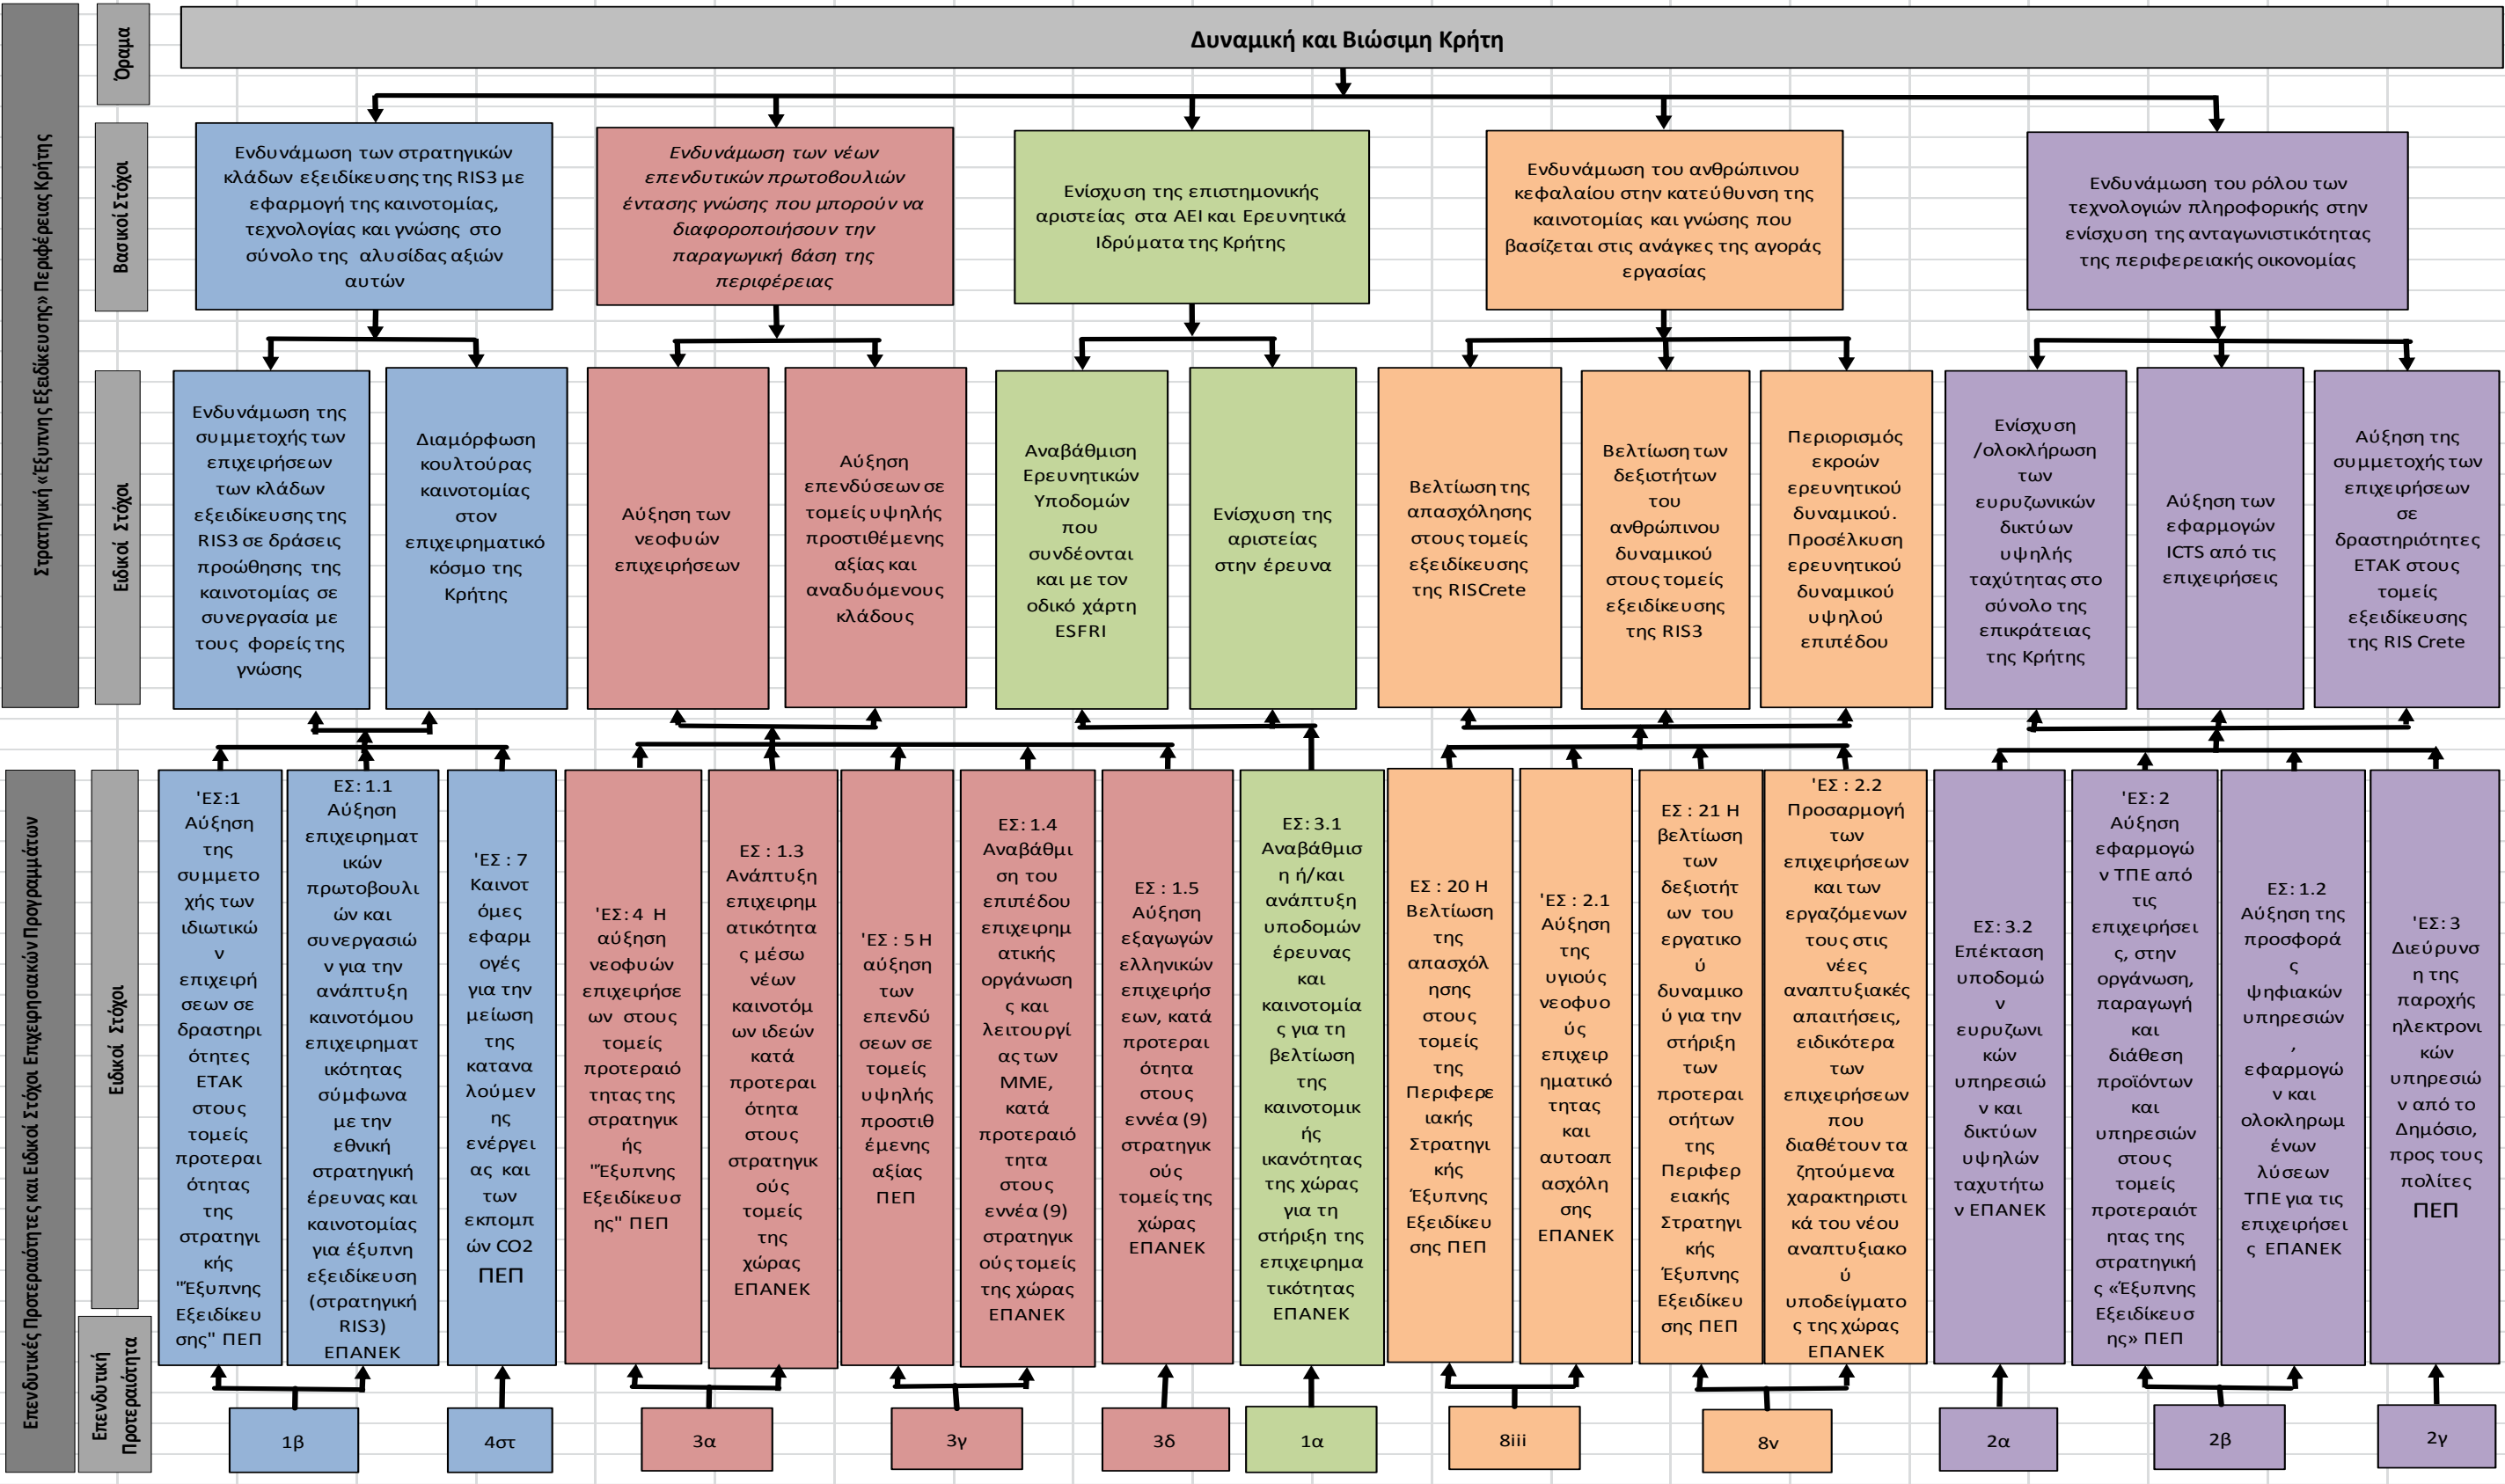 Στρατηγική «Έξυπνης Εξειδίκευσης» Περιφέρειας Κρήτης
Όραμα
Δυναμική και Βιώσιμη Κρήτη
Βασικοί Στόχοι
Ενδυνάμωση των στρατηγικών
κλάδων εξειδίκευσης της RIS3 με
εφαρμογή της καινοτομίας,
τεχνολογίας και γνώσης στο
σύνολο της αλυσίδας αξιών
αυτών
Ενδυνάμωση των νέων
επενδυτικών πρωτοβουλιών
έντασης γνώσης που μπορούν να
διαφοροποιήσουν την
παραγωγική βάση της
περιφέρειας
Ενίσχυση της επιστημονικής
αριστείας στα ΑΕΙ και Ερευνητικά
Ιδρύματα της Κρήτης
Ενδυνάμωση του ανθρώπινου
κεφαλαίου στην κατεύθυνση της
καινοτομίας και γνώσης που
βασίζεται στις ανάγκες της αγοράς
εργασίας
Ενδυνάμωση του ρόλου των
τεχνολογιών πληροφορικής στην
ενίσχυση της ανταγωνιστικότητας
της περιφερειακής οικονομίας
Ειδικοί Στόχοι
Ενδυνάμωση της
συμμετοχής των
επιχειρήσεων
των κλάδων
εξειδίκευσης της
RIS3 σε δράσεις
προώθησης της
καινοτομίας σε
συνεργασία με
τους φορείς της
γνώσης
Διαμόρφωση
κουλτούρας
καινοτομίας
στον
επιχειρηματικό
κόσμο της
Κρήτης
Αύξηση των
νεοφυών
επιχειρήσεων
Αύξηση
επενδύσεων σε
τομείς υψηλής
προστιθέμενης
αξίας και
αναδυόμενους
κλάδους
Αναβάθμιση
Ερευνητικών
Υποδομών
που
συνδέονται
και με τον
οδικό χάρτη
ESFRI
Ενίσχυση της
αριστείας
στην έρευνα
Βελτίωση της
απασχόλησης
στους τομείς
εξειδίκευσης
της RISCrete
Βελτίωση των
δεξιοτήτων
του
ανθρώπινου
δυναμικού
στους τομείς
εξειδίκευσης
της RIS3
Περιορισμός
εκροών
ερευνητικού
δυναμικού.
Προσέλκυση
ερευνητικού
δυναμικού
υψηλού
επιπέδου
Ενίσχυση
/ολοκλήρωση
των
ευρυζωνικών
δικτύων
υψηλής
ταχύτητας στο
σύνολο της
επικράτειας
της Κρήτης
Αύξηση των
εφαρμογών
ICTS από τις
επιχειρήσεις
Αύξηση της
συμμετοχής των
επιχειρήσεων
σε
δραστηριότητες
ΕΤΑΚ στους
τομείς
εξειδίκευσης
της RIS Crete
Επενδυτικές Προτεραιότητες και Ειδικοί Στόχοι Επιχειρησιακών Προγραμμάτων
Ειδικοί Στόχοι
'ΕΣ:1
Αύξηση
της
συμμετο
χής των
ιδιωτικώ
ν
επιχειρή
σεων σε
δραστηρι
ότητες
ΕΤΑΚ
στους
τομείς
προτεραι
ότητας
της
στρατηγι
κής
"Έξυπνης
Εξειδίκευ
σης" ΠΕΠ
ΕΣ: 1.1
Αύξηση
επιχειρηματ
ικών
πρωτοβουλι
ών και
συνεργασιώ
ν για την
ανάπτυξη
καινοτόμου
επιχειρηματ
ικότητας
σύμφωνα
με την
εθνική
στρατηγική
έρευνας και
καινοτομίας
για έξυπνη
εξειδίκευση
(στρατηγική
RIS3)
ΕΠΑΝΕΚ
'ΕΣ : 7
Καινοτ
όμες
εφαρμ
ογές
για την
μείωση
της
κατανα
λούμεν
ης
ενέργει
ας και
των
εκπομπ
ών CO2
ΠΕΠ
'ΕΣ: 4 Η
αύξηση
νεοφυών
επιχειρήσε
ων στους
τομείς
προτεραιό
τητας της
στρατηγικ
ής
"Έξυπνης
Εξειδίκευσ
ης" ΠΕΠ
ΕΣ : 1.3
Ανάπτυξη
επιχειρημ
ατικότητα
ς μέσω
νέων
καινοτόμ
ων ιδεών
κατά
προτεραι
ότητα
στους
στρατηγικ
ούς
τομείς
της
χώρας
ΕΠΑΝΕΚ
'ΕΣ : 5 Η
αύξηση
των
επενδύ
σεων σε
τομείς
υψηλής
προστιθ
έμενης
αξίας
ΠΕΠ
ΕΣ: 1.4
Αναβάθμι
ση του
επιπέδου
επιχειρημ
ατικής
οργάνωση
ς και
λειτουργί
ας των
ΜΜΕ,
κατά
προτεραιό
τητα
στους
εννέα (9)
στρατηγικ
ούς τομείς
της χώρας
ΕΠΑΝΕΚ
ΕΣ : 1.5
Αύξηση
εξαγωγών
ελληνικών
επιχειρήσ
εων, κατά
προτεραι
ότητα
στους
εννέα (9)
στρατηγικ
ούς
τομείς της
χώρας
ΕΠΑΝΕΚ
ΕΣ: 3.1
Αναβάθμισ
η ή/και
ανάπτυξη
υποδομών
έρευνας
και
καινοτομία
ς για τη
βελτίωση
της
καινοτομικ
ής
ικανότητας
της χώρας
για τη
στήριξη της
επιχειρημα
τικότητας
ΕΠΑΝΕΚ
ΕΣ : 20 Η
Βελτίωση
της
απασχόλ
ησης
στους
τομείς
της
Περιφερε
ιακής
Στρατηγι
κής
Έξυπνης
Εξειδίκευ
σης ΠΕΠ
'ΕΣ : 2.1
Αύξηση
της
υγιούς
νεοφυο
ύς
επιχειρ
ηματικό
τητας
και
αυτοαπ
ασχόλη
σης
ΕΠΑΝΕΚ
ΕΣ : 21 Η
βελτίωση
των
δεξιοτήτ
ων του
εργατικο
ύ
δυναμικο
ύ για την
στήριξη
των
προτεραι
οτήτων
της
Περιφερ
ειακής
Στρατηγι
κής
Έξυπνης
Εξειδίκευ
σης ΠΕΠ
'ΕΣ : 2.2
Προσαρμογή
των
επιχειρήσεων
και των
εργαζόμενων
τους στις
νέες
αναπτυξιακές
απαιτήσεις,
ειδικότερα
των
επιχειρήσεων
που
διαθέτουν τα
ζητούμενα
χαρακτηριστι
κά του νέου
αναπτυξιακο
ύ
υποδείγματο
ς της χώρας
ΕΠΑΝΕΚ
ΕΣ: 3.2
Επέκταση
υποδομώ
ν
ευρυζωνι
κών
υπηρεσιώ
ν και
δικτύων
υψηλών
ταχυτήτω
ν ΕΠΑΝΕΚ
'ΕΣ: 2
Αύξηση
εφαρμογώ
ν ΤΠΕ από
τις
επιχειρήσει
ς, στην
οργάνωση,
παραγωγή
και
διάθεση
προϊόντων
και
υπηρεσιών
στους
τομείς
προτεραιότ
ητας της
στρατηγική
ς «Έξυπνης
Εξειδίκευσ
ης» ΠΕΠ
ΕΣ: 1.2
Αύξηση της
προσφορά
ς
ψηφιακών
υπηρεσιών
,
εφαρμογώ
ν και
ολοκληρωμ
ένων
λύσεων
ΤΠΕ για τις
επιχειρήσει
ς ΕΠΑΝΕΚ
'ΕΣ: 3
Διεύρυνσ
η της
παροχής
ηλεκτρονι
κών
υπηρεσιώ
ν από το
Δημόσιο,
προς τους
πολίτες
ΠΕΠ
Επενδυτική
Προτεραιότητα
1β
4στ
3α
3γ
3δ
1α
8iii
8v
2α
2β
2γ